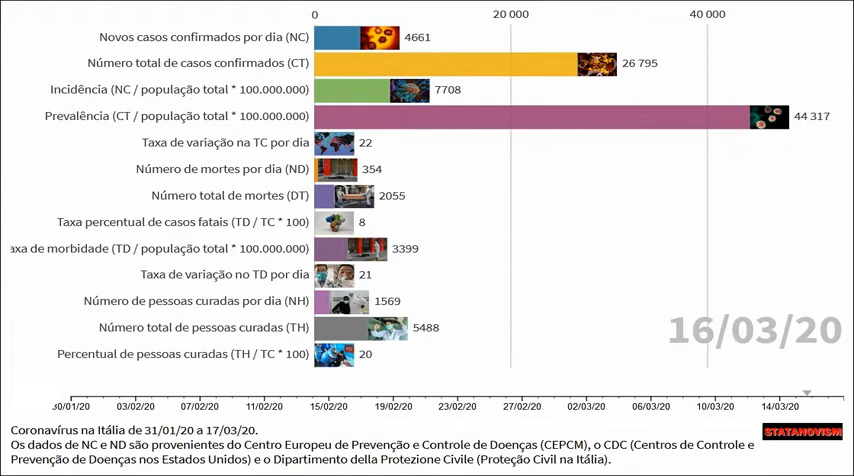 0 20 000 40 000
Novos casos confirmados por dia (NC) 4661
Número total de casos confirmados (CT) 26 795
Incidência (NC / população total * 100.000.000) 7708
Prevalência (CT / população total * 100.000.000) 44 317
Taxa de variação na TC por dia 22
Número de mortes por dia (ND) 354
Número total de mortes (DT) 2055
Taxa percentual de casos fatais (TD / TC * 100) 8
axa de morbidade (TD / população total * 100.000.000) 3399
Taxa de variação no TD por dia 21
Número de pessoas curadas por dia (NH) 1569
Número total de pessoas curadas (TH) 5488
Percentual de pessoas curadas (TH / TC * 100) 20
16/03/20
30/01/20 03/02/20 07/02/20 11/02/20 15/02/20 19/02/20 23/02/20 27/02/20 02/03/20 06/03/20 10/03/20 14/03/20
Coronavírus na Itália de 31/01/20 a 17/03/20.
Os dados de NC e ND são provenientes do Centro Europeu de Prevenção e Controle de Doenças (CEPCM), o CDC (Centros de Controle e
Prevenção de Doenças nos Estados Unidos) e o Dipartimento della Protezione Civile (Proteção Civil na Itália).
STATANOVISM